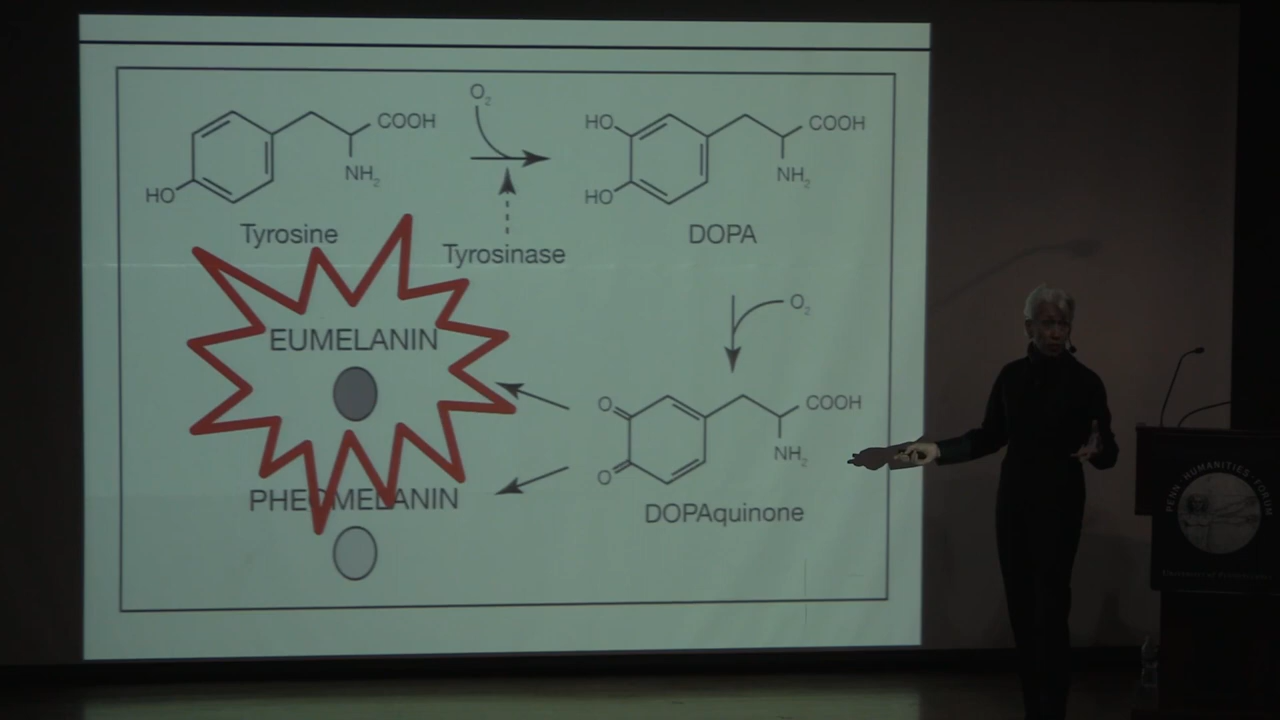 O₂
COOH
NH₂
HO
Tyrosine
Tyrosinase
HO
HO
COOH
NH₂
DOPA
O₂
EUMELANIN
PHEOMELANIN
O
O
COOH
NH₂
DOPAquinone
PENN·HUMANITIES·FORUM